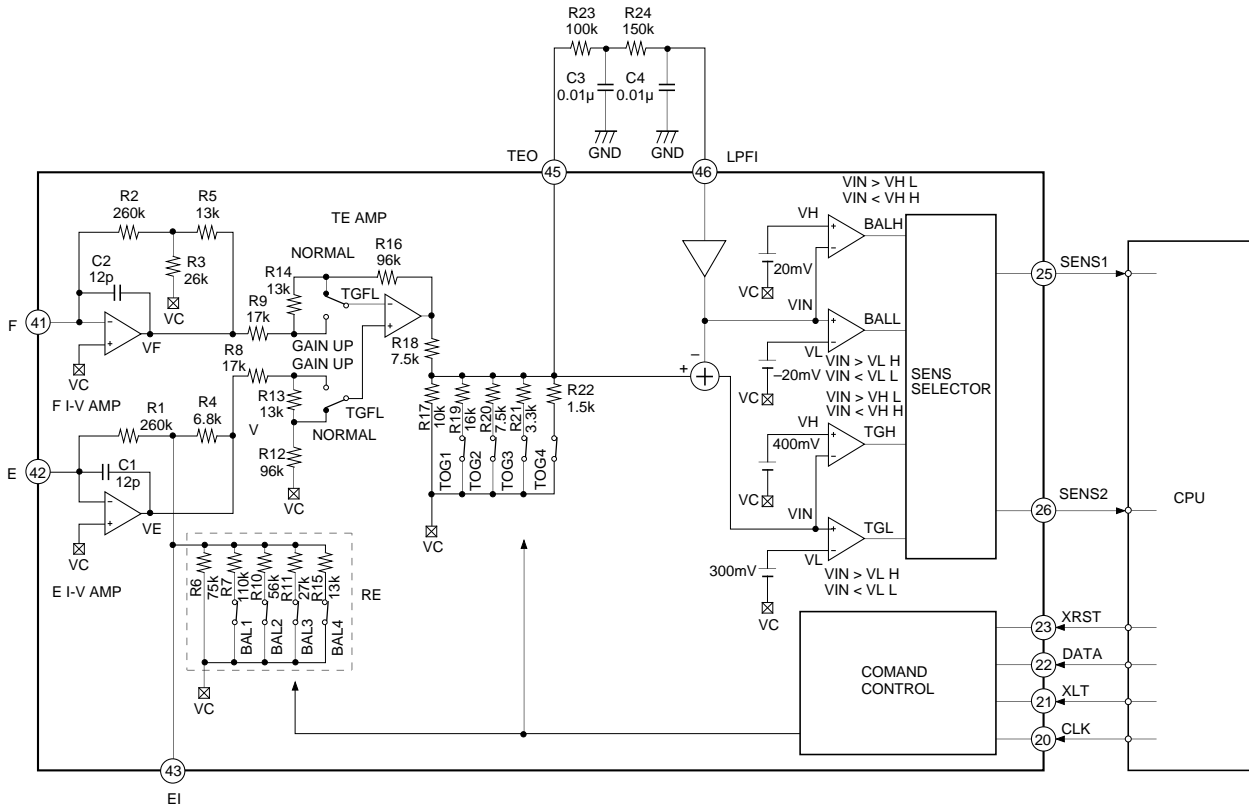 R23
100k
R24
150k
C3
0.01µ
C4
0.01µ
GND
GND
TEO
45
46
LPFI
R2
260k
R5
13k
C2
12p
R3
26k
VC
F
41
VC
VF
F I-V AMP
R9
17k
R8
17k
R14
13k
NORMAL
TE AMP
R16
96k
TGFL
GAIN UP
GAIN UP
R13
13k
V
TGFL
NORMAL
R12
96k
VC
R18
7.5k
R1
260k
R4
6.8k
E
42
C1
12p
VC
VE
E I-V AMP
R17
10k
R19
16k
R20
7.5k
R21
3.3k
R22
1.5k
TOG1
TOG2
TOG3
TOG4
VC
R6
75k
R7
110k
R10
56k
R11
27k
R15
13k
BAL1
BAL2
BAL3
BAL4
RE
VC
43
EI
VIN > VH L
VIN < VH H
VH
+
−
BALH
20mV
VC
VIN
+
−
BALL
VL
–20mV
VC
VIN > VL H
VIN < VL L
VIN > VH L
VIN < VH H
VH
+
−
TGH
400mV
VC
VIN
+
−
TGL
VL
300mV
VC
VIN > VL H
VIN < VL L
+
−
+
SENS
SELECTOR
25
SENS1
26
SENS2
CPU
COMAND
CONTROL
23
XRST
22
DATA
21
XLT
20
CLK